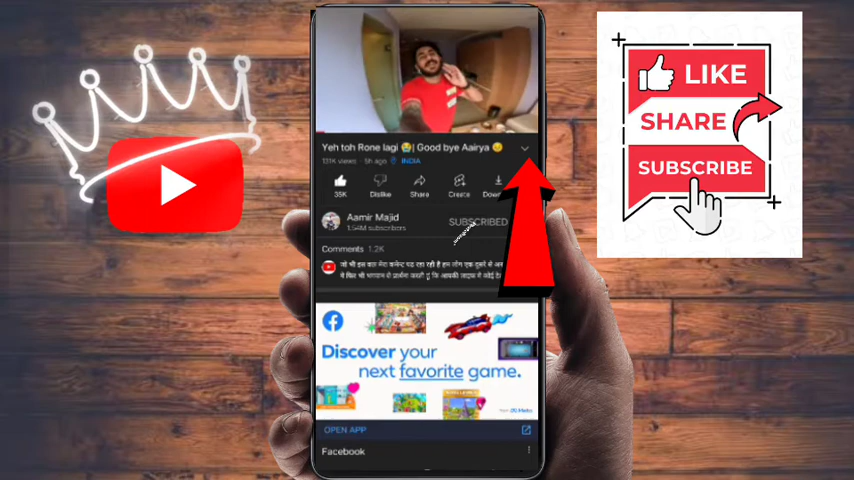 Yeh toh Rone lagi 😭| Good bye Aairya 🥲
131K views · 5h ago INDIA
35K Dislike Share Create Down
Aamir Majid
1.54M subscribers
SUBSCRIBED
Comments 1.2K
Discover your
next favorite game.
OPEN APP
Facebook
LIKE
SHARE
SUBSCRIBE